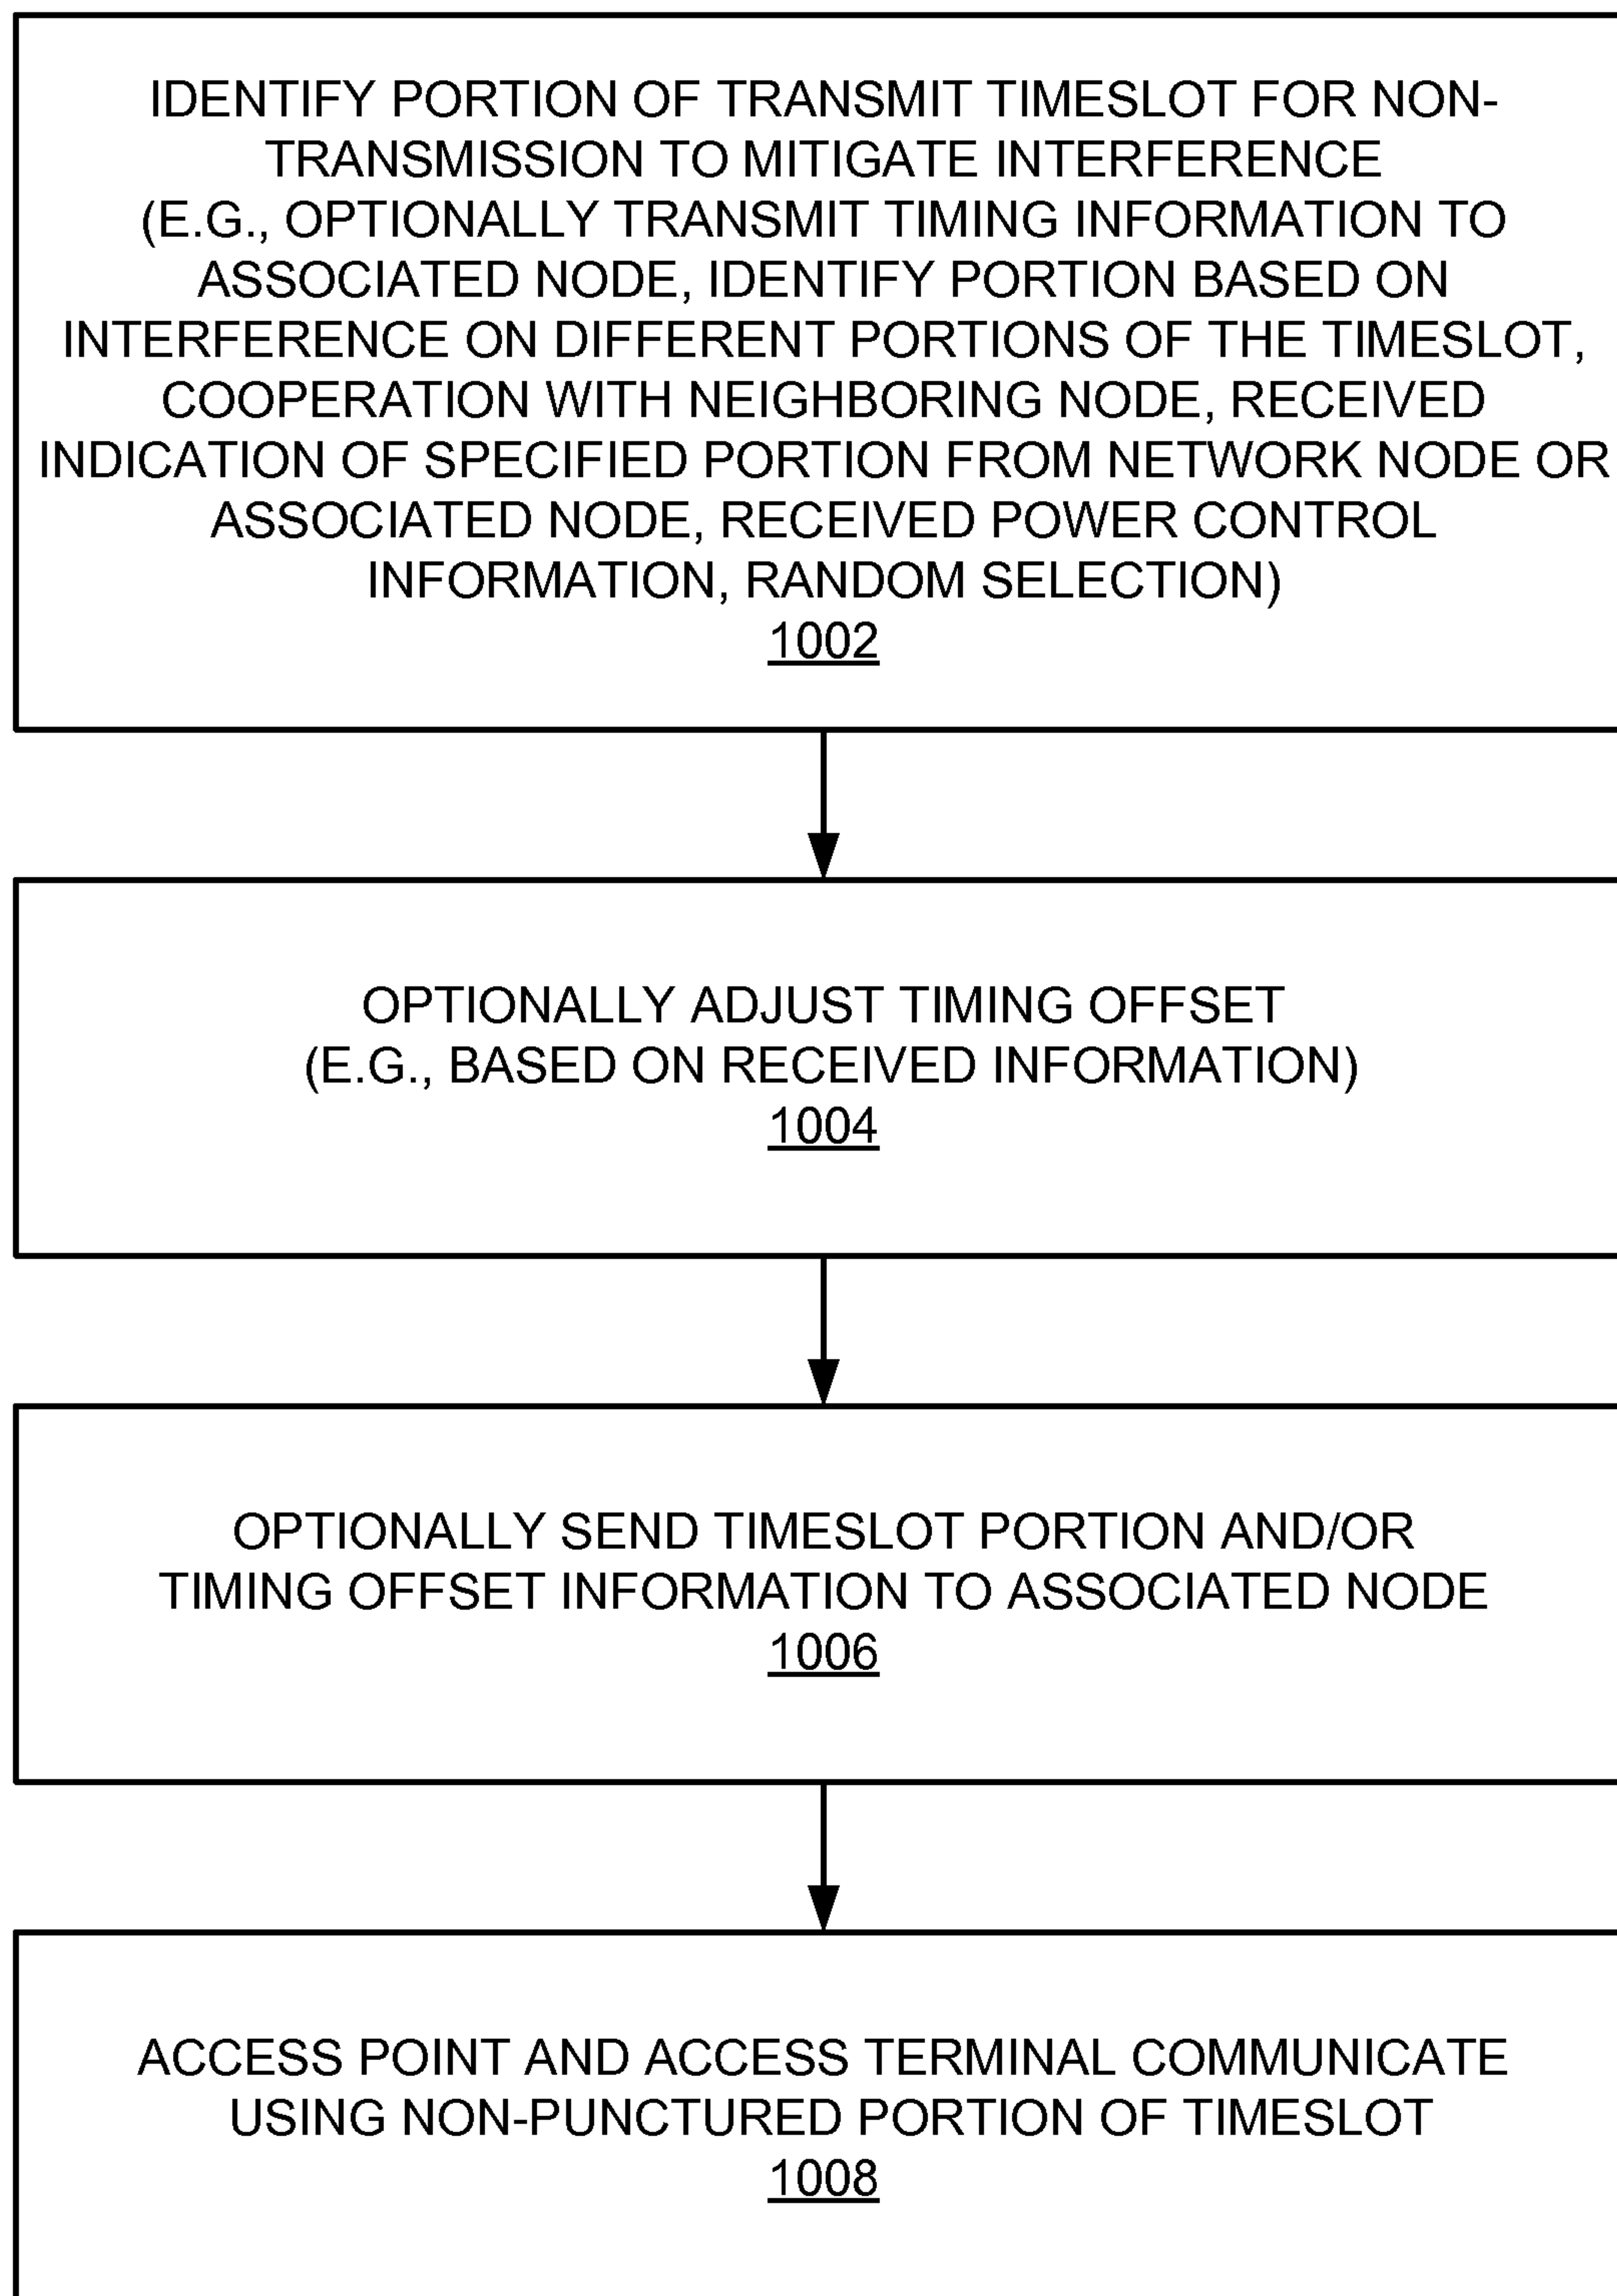 IDENTIFY PORTION OF TRANSMIT TIMESLOT FOR NON-
TRANSMISSION TO MITIGATE INTERFERENCE
(E.G., OPTIONALLY TRANSMIT TIMING INFORMATION TO
ASSOCIATED NODE, IDENTIFY PORTION BASED ON
INTERFERENCE ON DIFFERENT PORTIONS OF THE TIMESLOT,
COOPERATION WITH NEIGHBORING NODE, RECEIVED
INDICATION OF SPECIFIED PORTION FROM NETWORK NODE OR
ASSOCIATED NODE, RECEIVED POWER CONTROL
INFORMATION, RANDOM SELECTION)
1002
OPTIONALLY ADJUST TIMING OFFSET
(E.G., BASED ON RECEIVED INFORMATION)
1004
OPTIONALLY SEND TIMESLOT PORTION AND/OR
TIMING OFFSET INFORMATION TO ASSOCIATED NODE
1006
ACCESS POINT AND ACCESS TERMINAL COMMUNICATE
USING NON-PUNCTURED PORTION OF TIMESLOT
1008